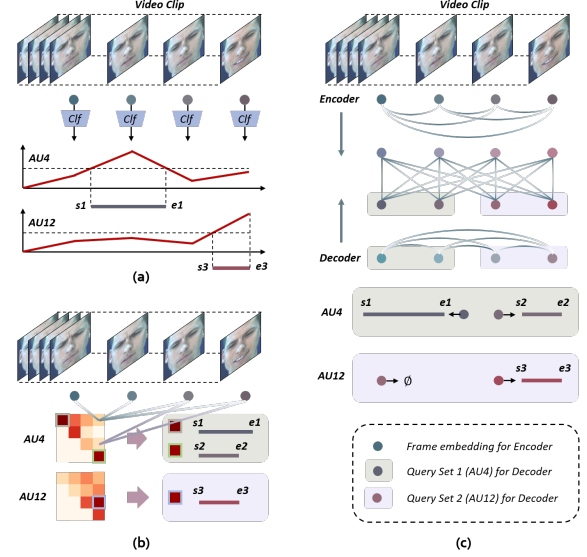 Video Clip
Clf Clf Clf Clf
AU4
s1 e1
AU12
s3 e3
(a)
AU4
s1 e1
s2 e2
AU12
s3 e3
(b)
Video Clip
Encoder
Decoder
AU4
s1 e1 s2 e2
AU12
∅ s3 e3
Frame embedding for Encoder
Query Set 1 (AU4) for Decoder
Query Set 2 (AU12) for Decoder
(c)